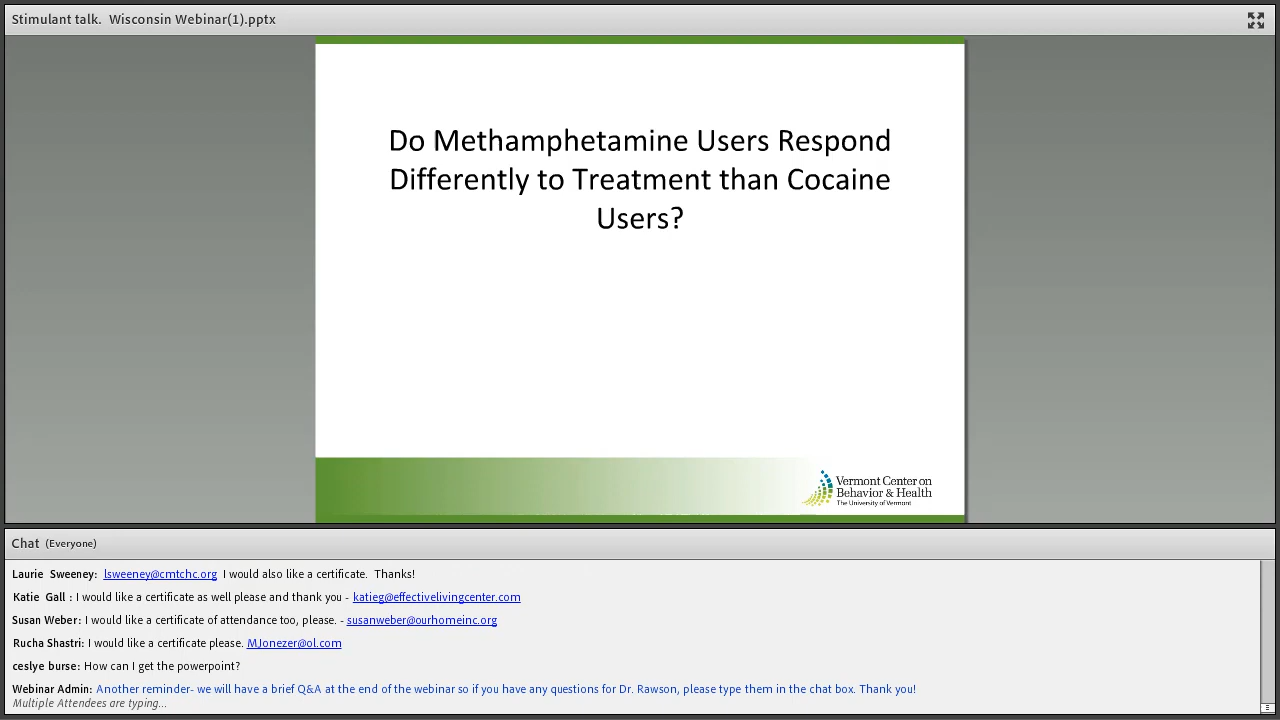 Stimulant talk.  Wisconsin Webinar(1).pptx
Do Methamphetamine Users Respond
Differently to Treatment than Cocaine
Users?
Vermont Center on
Behavior & Health
The University of Vermont
Chat (Everyone)
Laurie Sweeney: lsweeney@cmtchc.org I would also like a certificate. Thanks!
Katie Gall : I would like a certificate as well please and thank you - katieg@effectivelivingcenter.com
Susan Weber: I would like a certificate of attendance too, please. - susanweber@ourhomeinc.org
Rucha Shastri: I would like a certificate please. MJonezer@ol.com
ceslye burse: How can I get the powerpoint?
Webinar Admin: Another reminder- we will have a brief Q&A at the end of the webinar so if you have any questions for Dr. Rawson, please type them in the chat box. Thank you!
Multiple Attendees are typing...